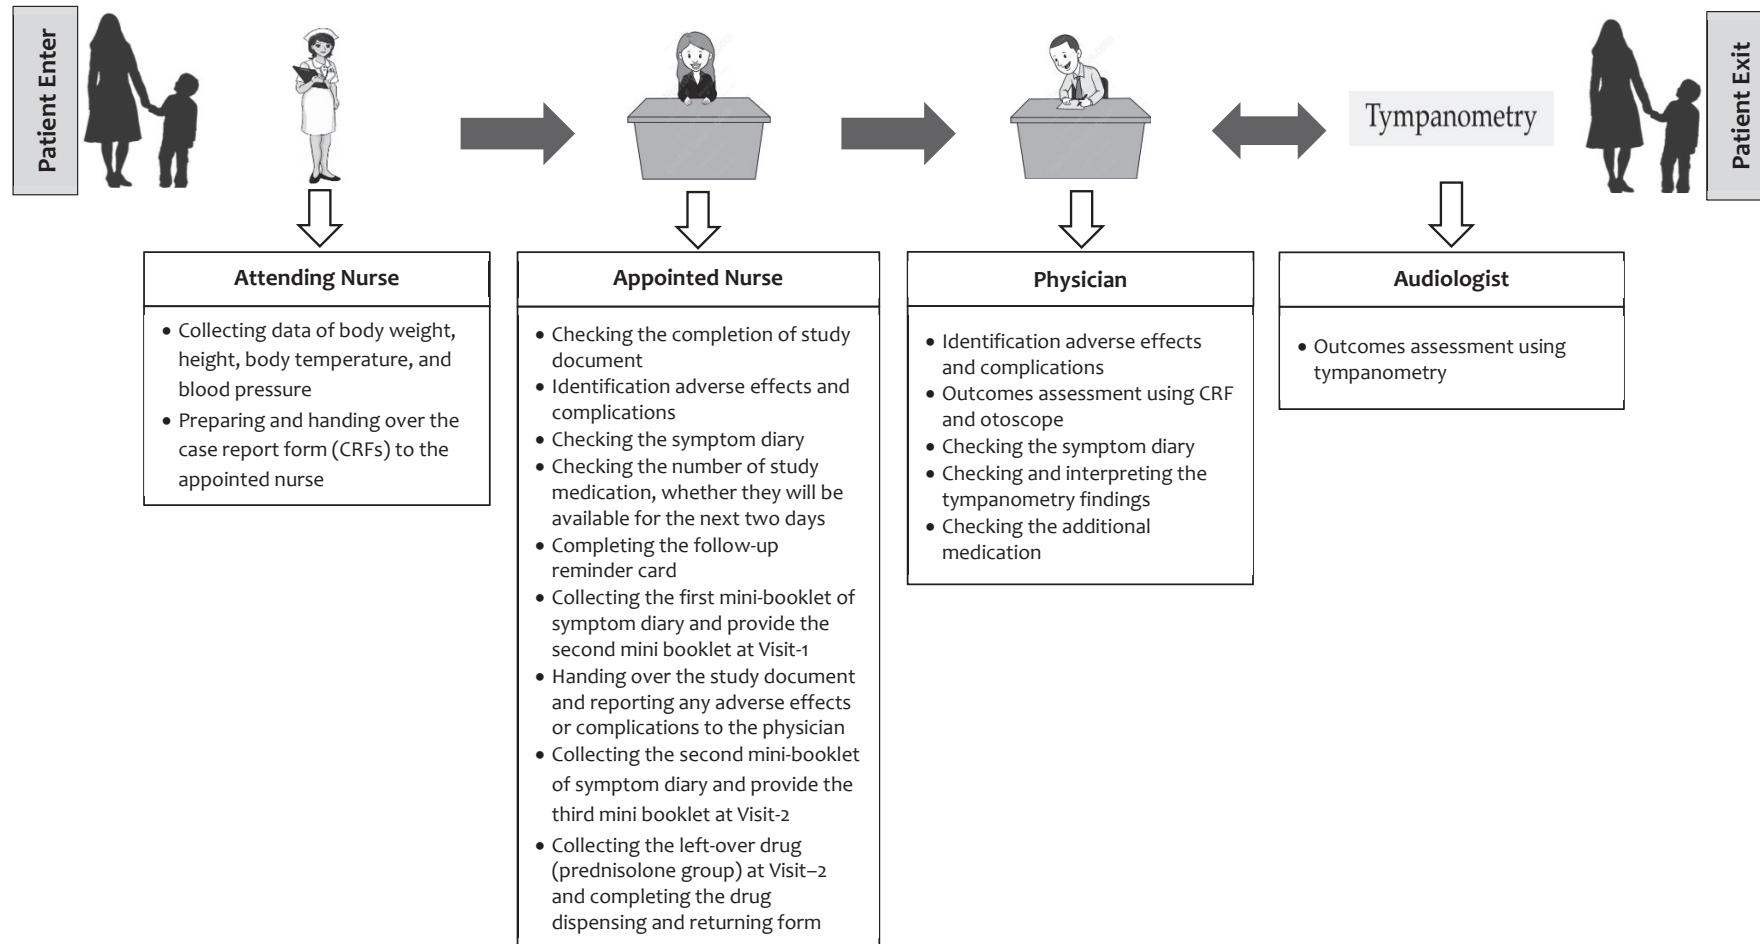 Patient Enter
Tympanometry
Patient Exit
Attending Nurse
• Collecting data of body weight,
height, body temperature, and
blood pressure
• Preparing and handing over the
case report form (CRFs) to the
appointed nurse
Appointed Nurse
• Checking the completion of study
document
• Identification adverse effects and
complications
• Checking the symptom diary
• Checking the number of study
medication, whether they will be
available for the next two days
• Completing the follow-up
reminder card
• Collecting the first mini-booklet of
symptom diary and provide the
second mini booklet at Visit-1
• Handing over the study document
and reporting any adverse effects
or complications to the physician
• Collecting the second mini-booklet
of symptom diary and provide the
third mini booklet at Visit-2
• Collecting the left-over drug
(prednisolone group) at Visit–2
and completing the drug
dispensing and returning form
Physician
• Identification adverse effects
and complications
• Outcomes assessment using CRF
and otoscope
• Checking the symptom diary
• Checking and interpreting the
tympanometry findings
• Checking the additional
medication
Audiologist
• Outcomes assessment using
tympanometry